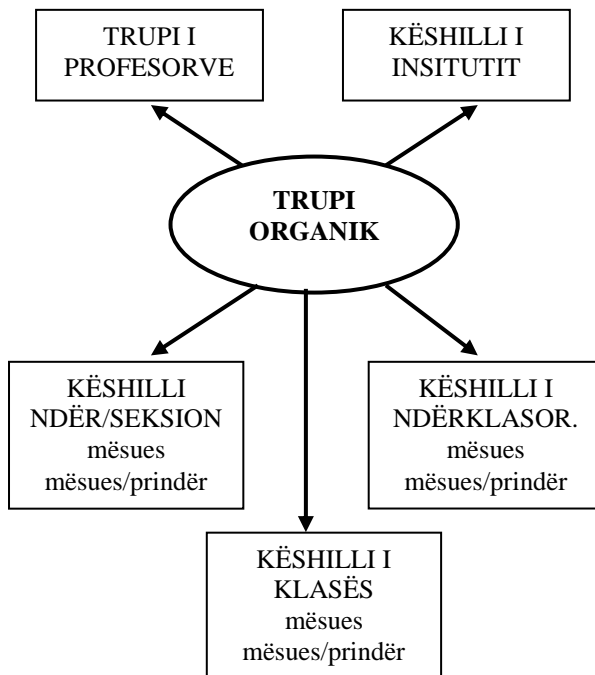 TRUPI I
PROFESORVE
KËSHILLI I
INSITUTIT
TRUPI
ORGANIK
KËSHILLI
NDËR/SEKSION
mësues
mësues/prindër
KËSHILLI I
NDËRKLASOR.
mësues
mësues/prindër
KËSHILLI I
KLASËS
mësues
mësues/prindër